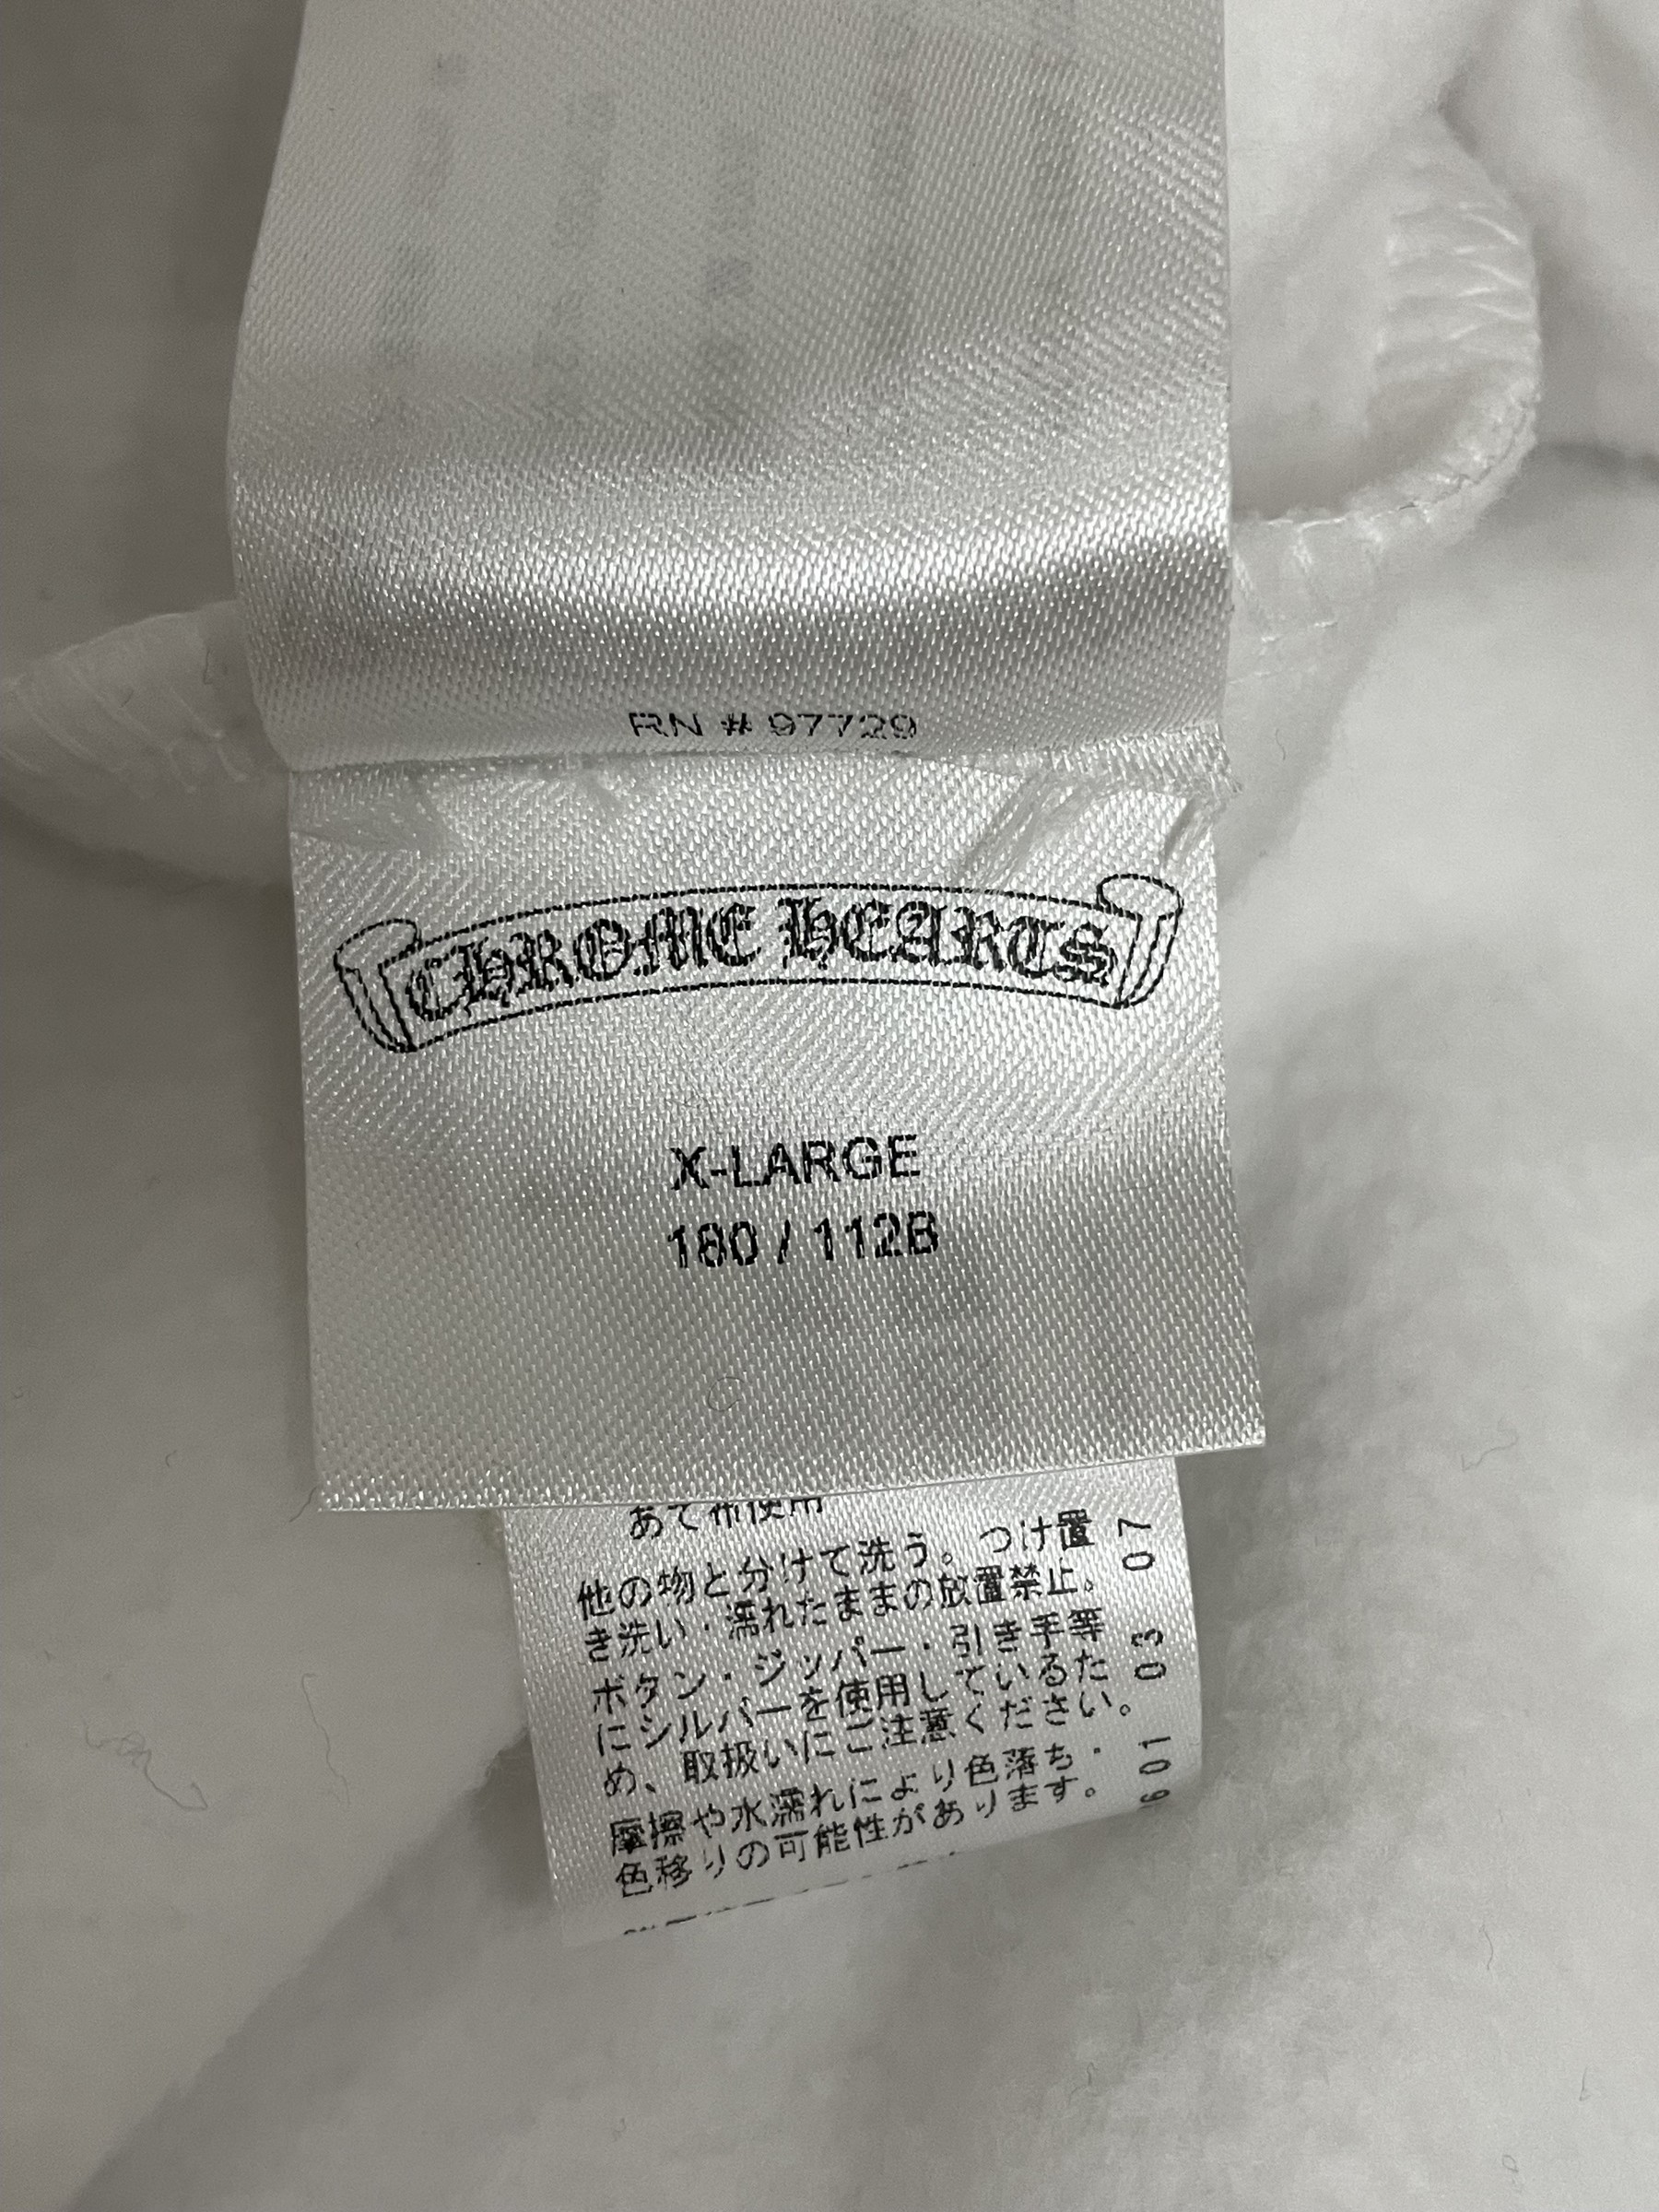 RN # 97729
CHROME HEARTS
X-LARGE
180 / 112B
あて布使用
他の物と分けて洗う。つけ置
き洗い・濡れたままの放置禁止。
ボタン・ジッパー・引き手等
にシルバーを使用しているた
め、取扱いにご注意ください。
摩擦や水濡れにより色落ち・
色移りの可能性があります。
01 03 07